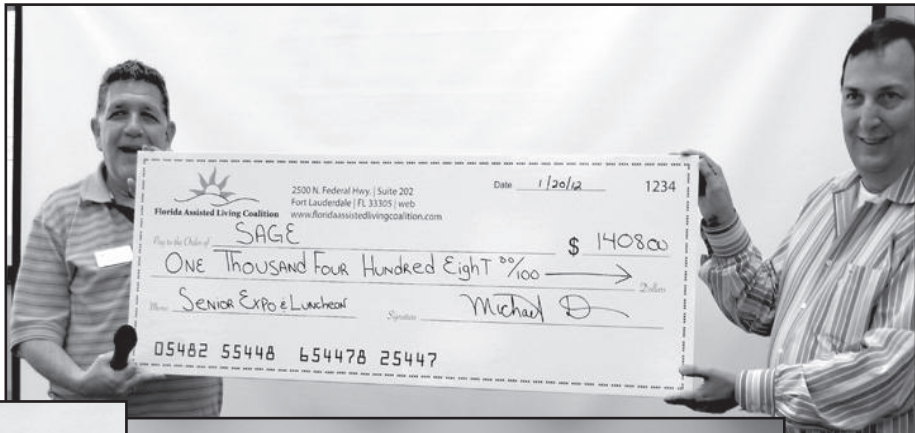 2500 N. Federal Hwy. | Suite 202
Fort Lauderdale | FL 33305 | web
www.floridaassistedlivingcoalition.com
Florida Assisted Living Coalition
Date 1/20/12 1234
Pay to the Order of SAGE $ 140800
ONE THOUSAND FOUR HUNDRED EIGHT 00/100
Dollars
Memo SENIOR EXPO & LUNCHEON Signature Michael D
05482 55448 654478 25447